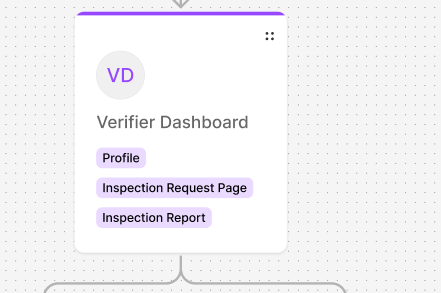 VD
Verifier Dashboard
Profile
Inspection Request Page
Inspection Report